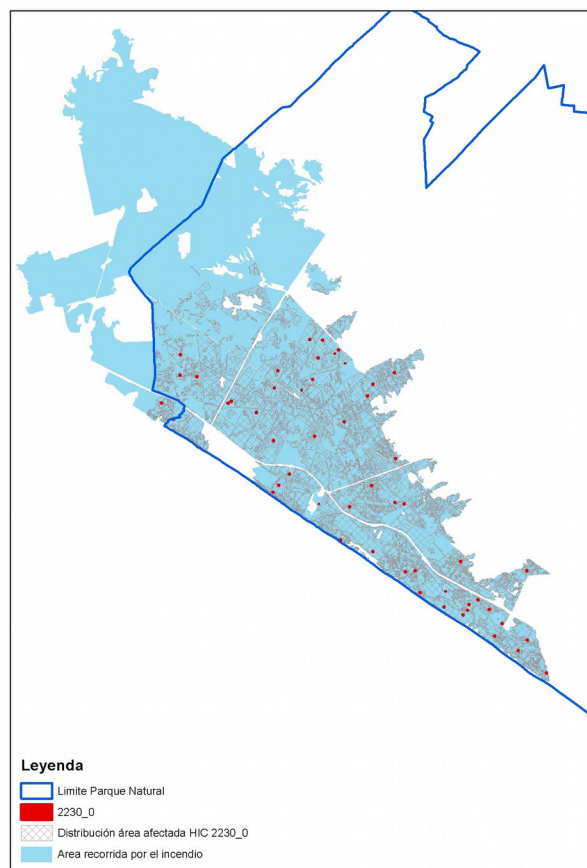 Leyenda
Limite Parque Natural
2230_0
Distribución área afectada HIC 2230_0
Area recorrida por el incendio